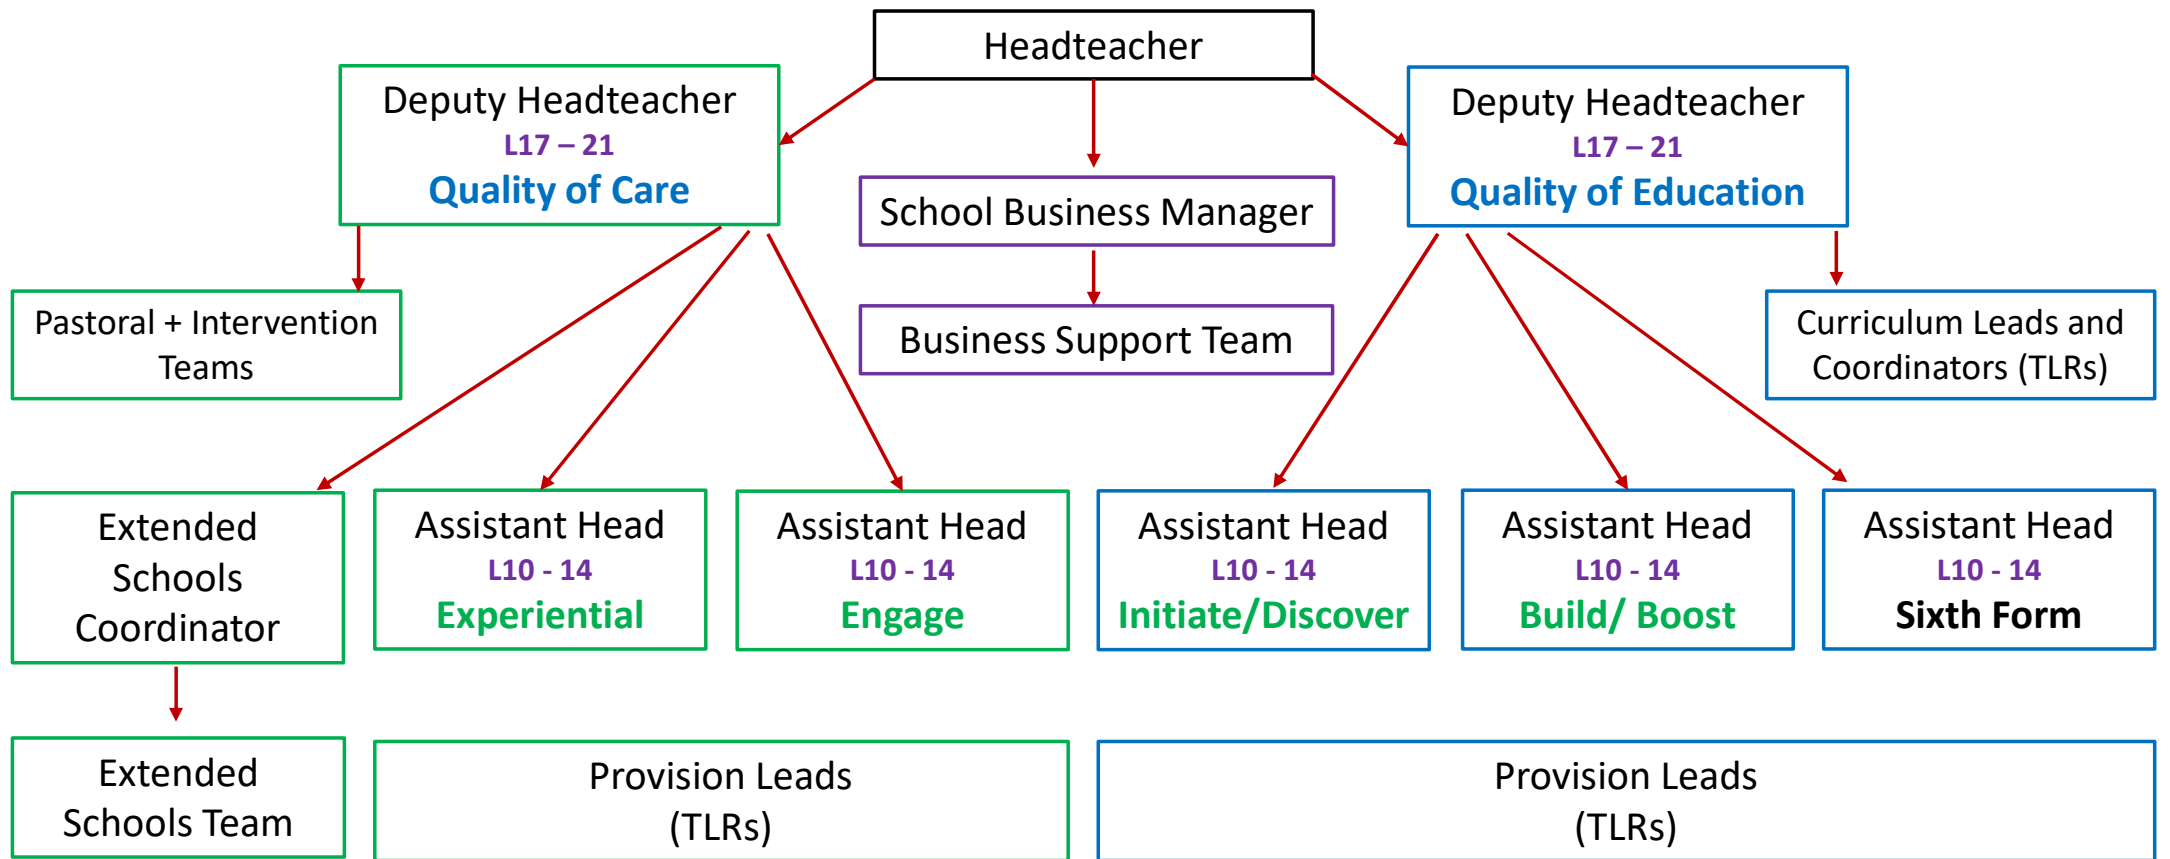 Headteacher
Deputy Headteacher
L17 – 21
Quality of Care
Deputy Headteacher
L17 – 21
Quality of Education
School Business Manager
Pastoral + Intervention
Teams
Business Support Team
Curriculum Leads and
Coordinators (TLRs)
Extended
Schools
Coordinator
Assistant Head
L10 - 14
Experiential
Assistant Head
L10 - 14
Engage
Assistant Head
L10 - 14
Initiate/Discover
Assistant Head
L10 - 14
Build/ Boost
Assistant Head
L10 - 14
Sixth Form
Extended
Schools Team
Provision Leads
(TLRs)
Provision Leads
(TLRs)